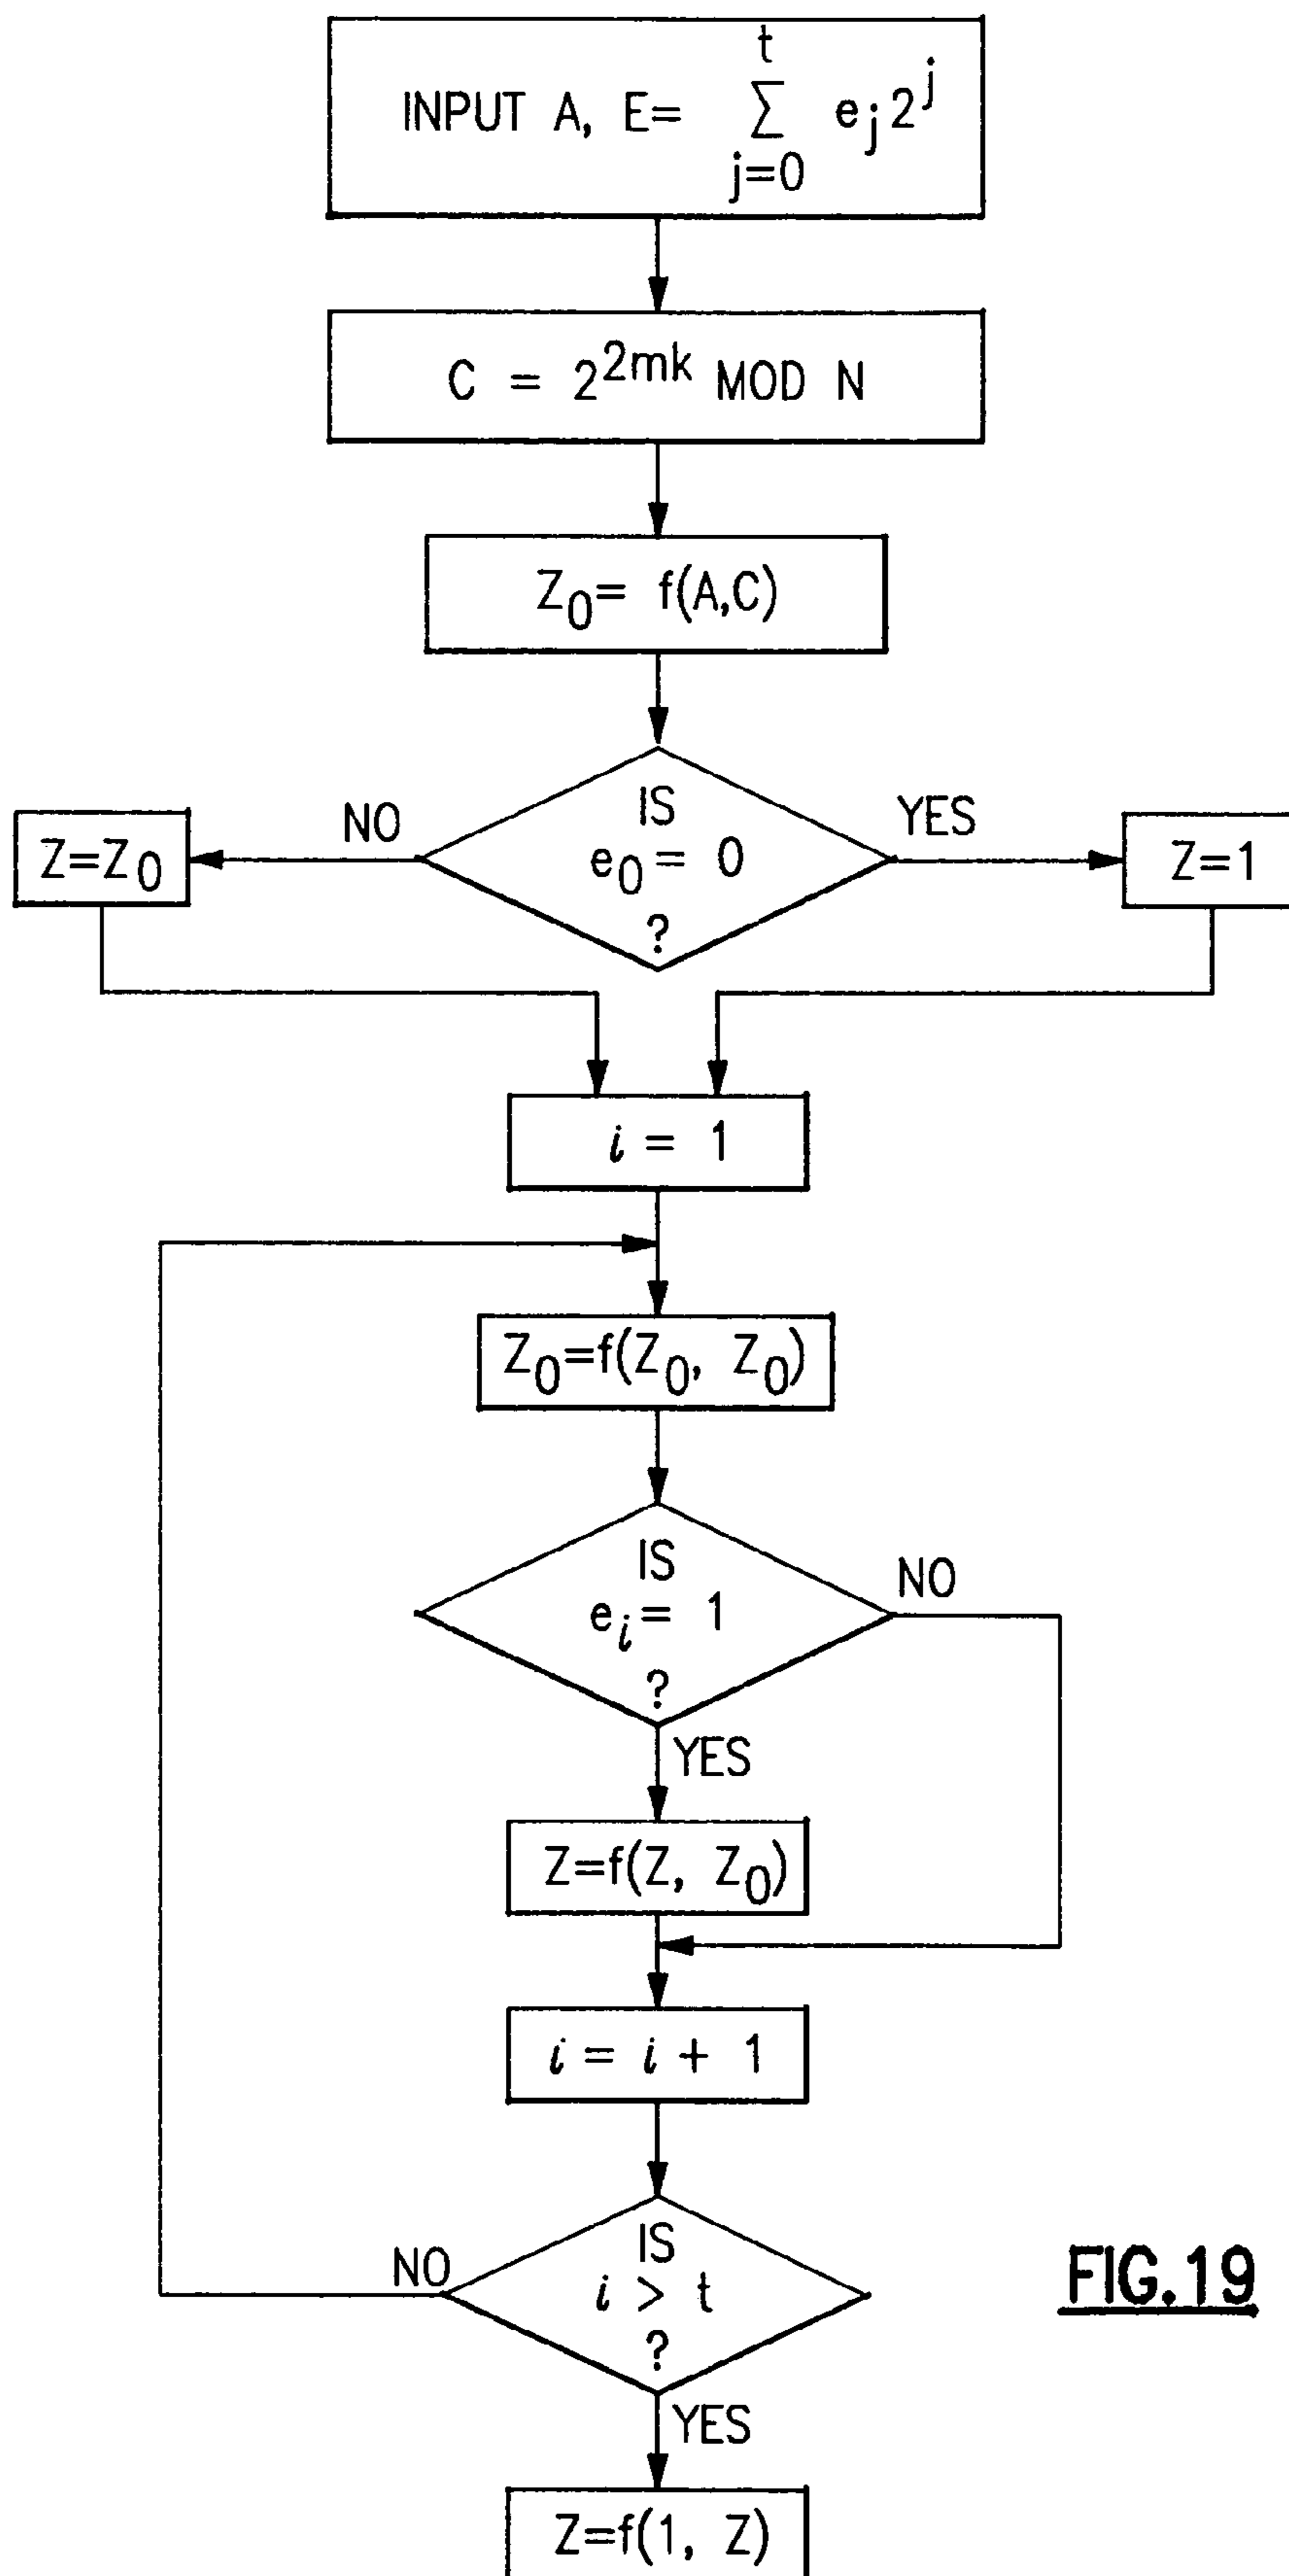 t
INPUT A, E= ∑ e_j 2^j
j=0
C = 2^{2mk} MOD N
Z_0= f(A,C)
IS
e_0 = 0
?
NO
YES
Z=Z_0
Z=1
i = 1
Z_0=f(Z_0, Z_0)
IS
e_i = 1
?
NO
YES
Z=f(Z, Z_0)
i = i + 1
IS
i > t
?
NO
YES
Z=f(1, Z)
FIG.19